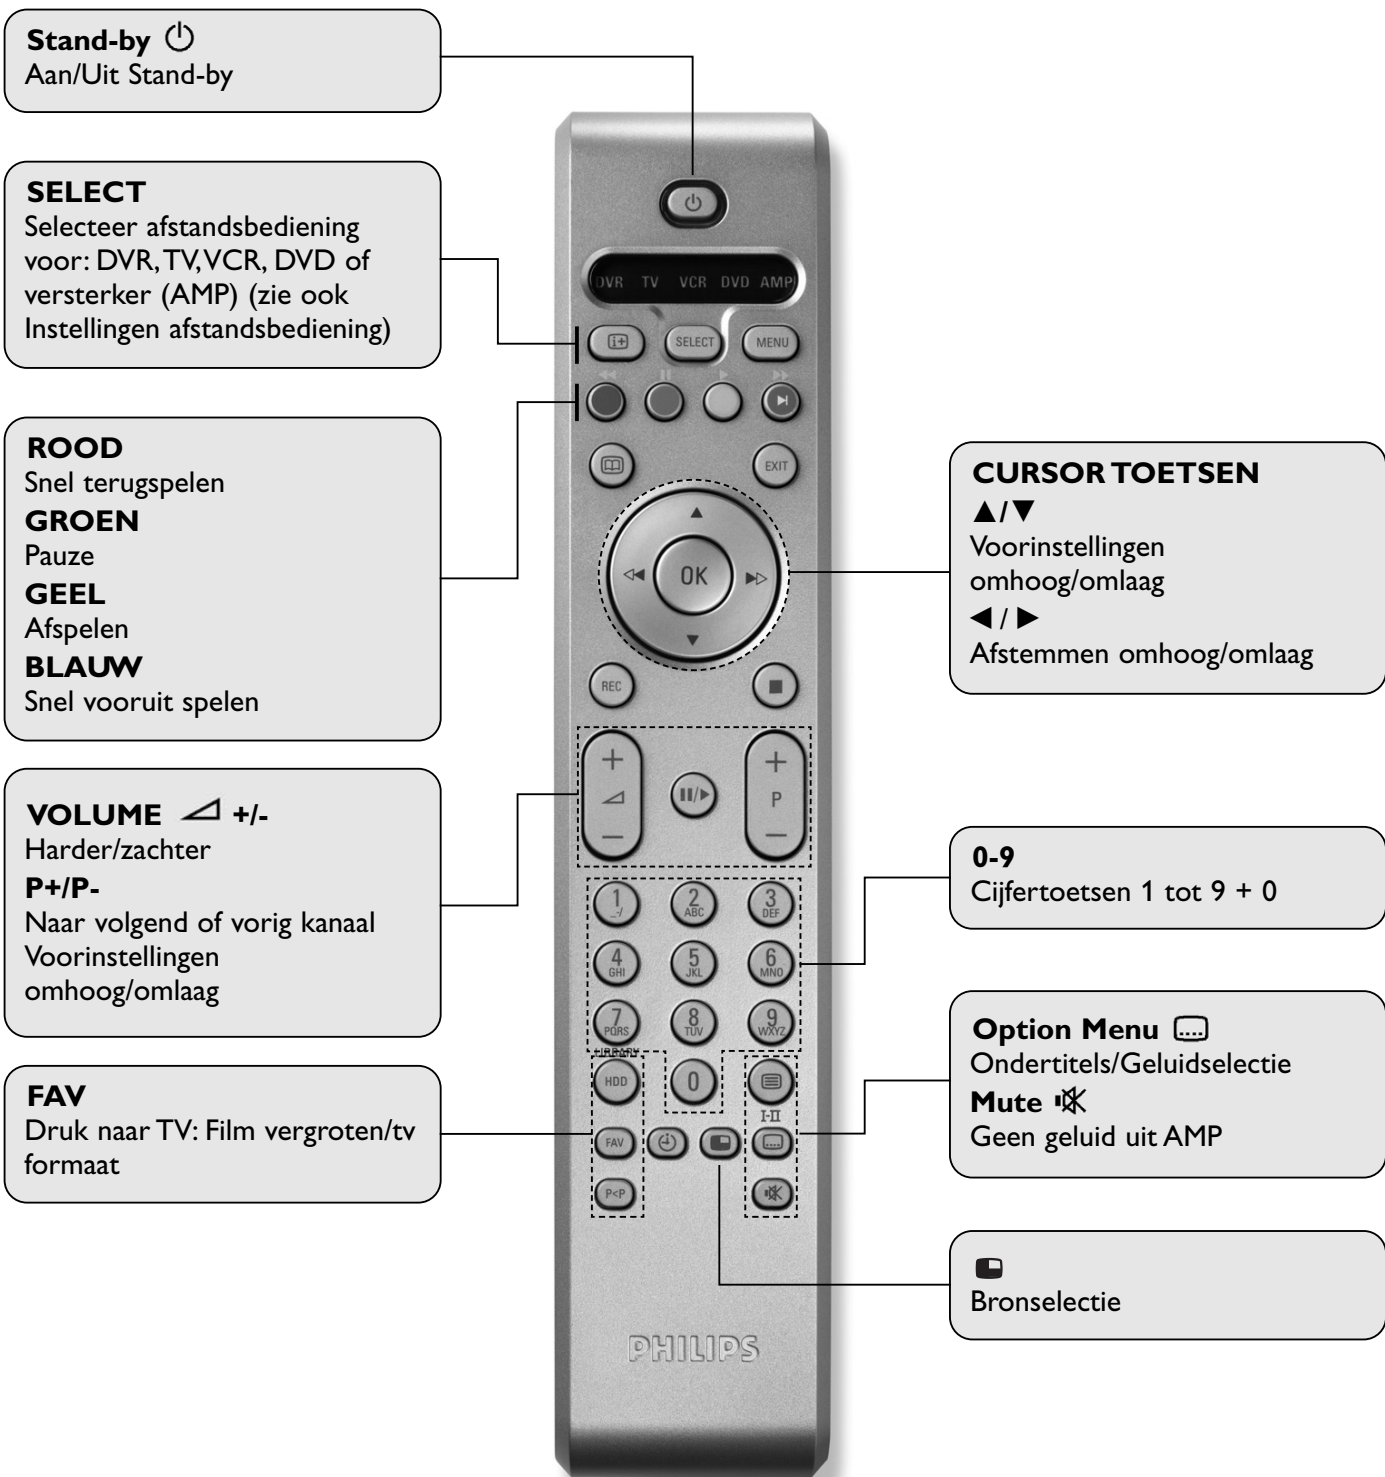 Stand-by
Aan/Uit Stand-by
SELECT
Selecteer afstandsbediening
voor: DVR, TV, VCR, DVD of
versterker (AMP) (zie ook
Instellingen afstandsbediening)
ROOD
Snel terugspelen
GROEN
Pauze
GEEL
Afspelen
BLAUW
Snel vooruit spelen
VOLUME +/-
Harder/zachter
P+/P-
Naar volgend of vorig kanaal
Voorinstellingen
omhoog/omlaag
FAV
Druk naar TV: Film vergroten/tv
formaat
DVR TV VCR DVD AMP
i+ SELECT MENU
EXIT
OK
REC
+ +
P
— —
1 2 3
_-/ ABC DEF
4 5 6
GHI JKL MNO
7 8 9
PQRS TUV WXYZ
LIBRARY
HDD 0
I-II
FAV
P<P
PHILIPS
CURSOR TOETSEN
▲/▼
Voorinstellingen
omhoog/omlaag
◀ / ▶
Afstemmen omhoog/omlaag
0-9
Cijfertoetsen 1 tot 9 + 0
Option Menu
Ondertitels/Geluidselectie
Mute
Geen geluid uit AMP
Bronselectie